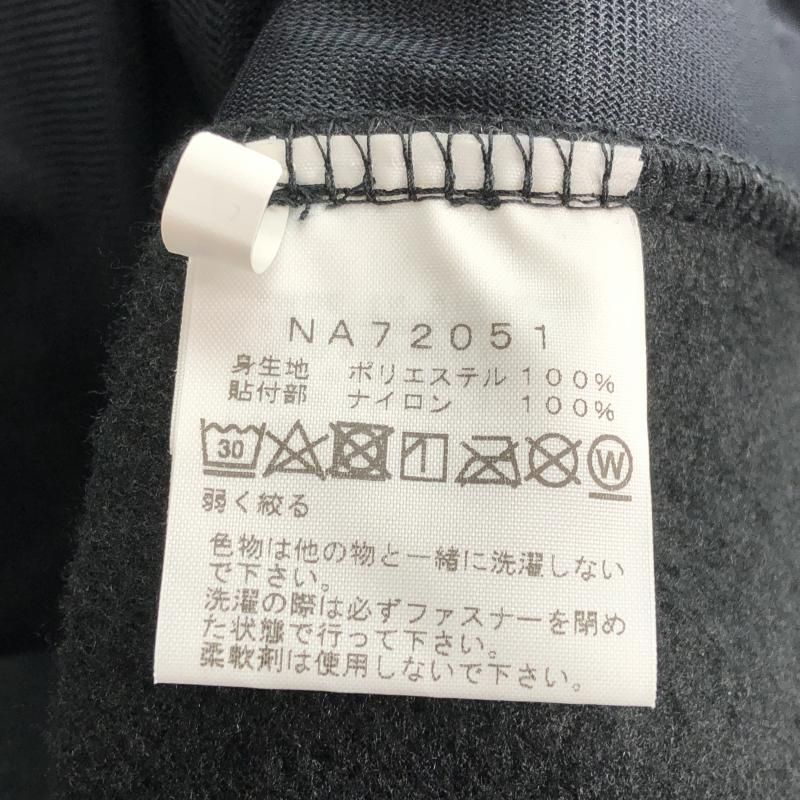 NA72051
身生地 ポリエステル 100%
貼付部 ナイロン 100%
30 W
弱く絞る
色物は他の物と一緒に洗濯しない
で下さい。
洗濯の際は必ずファスナーを閉め
た状態で行って下さい。
柔軟剤は使用しないで下さい。